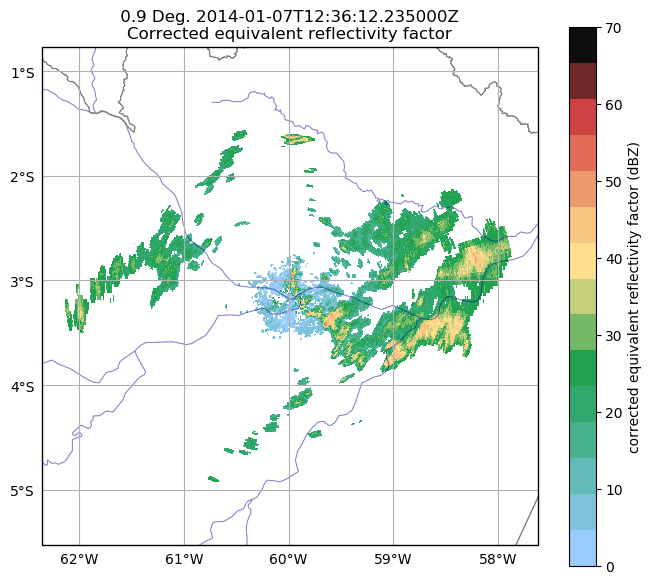 0.9 Deg. 2014-01-07T12:36:12.235000Z
Corrected equivalent reflectivity factor
1°S
2°S
3°S
4°S
5°S
62°W
61°W
60°W
59°W
58°W
70
60
50
40
30
20
10
0
corrected equivalent reflectivity factor (dBZ)